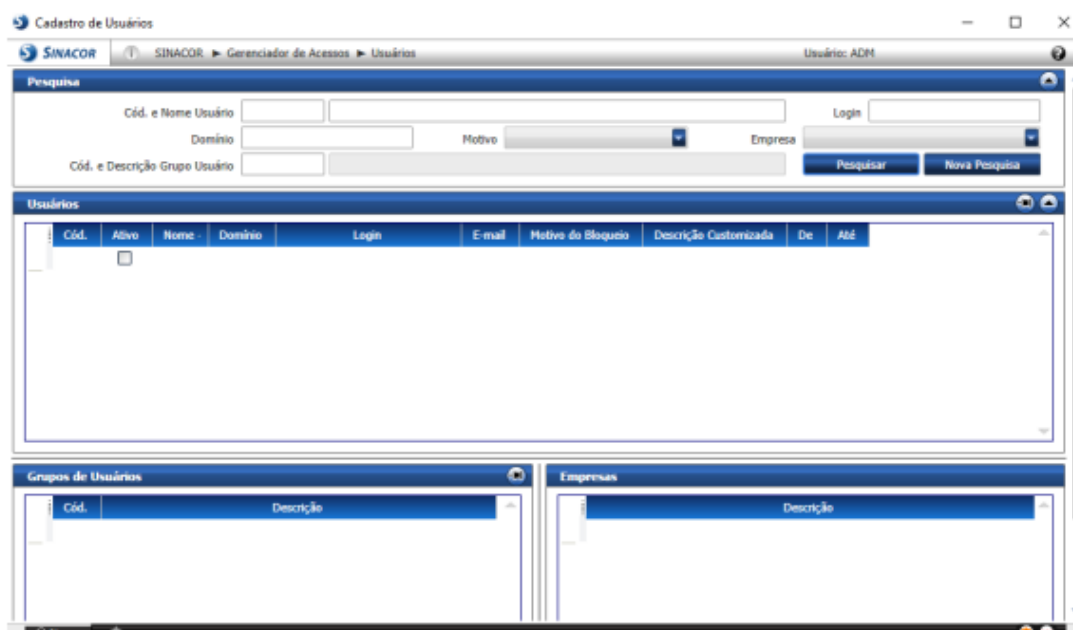 Cadastro de Usuários
SINACOR SINACOR ► Gerenciador de Acessos ► Usuários Usuário: ADM
Pesquisa
Cód. e Nome Usuário Login
Domínio Motivo Empresa
Cód. e Descrição Grupo Usuário Pesquisar Nova Pesquisa
Usuários
Cód. Ativo Nome - Domínio Login E-mail Motivo do Bloqueio Descrição Customizada De Até
Grupos de Usuários Empresas
Cód. Descrição Descrição